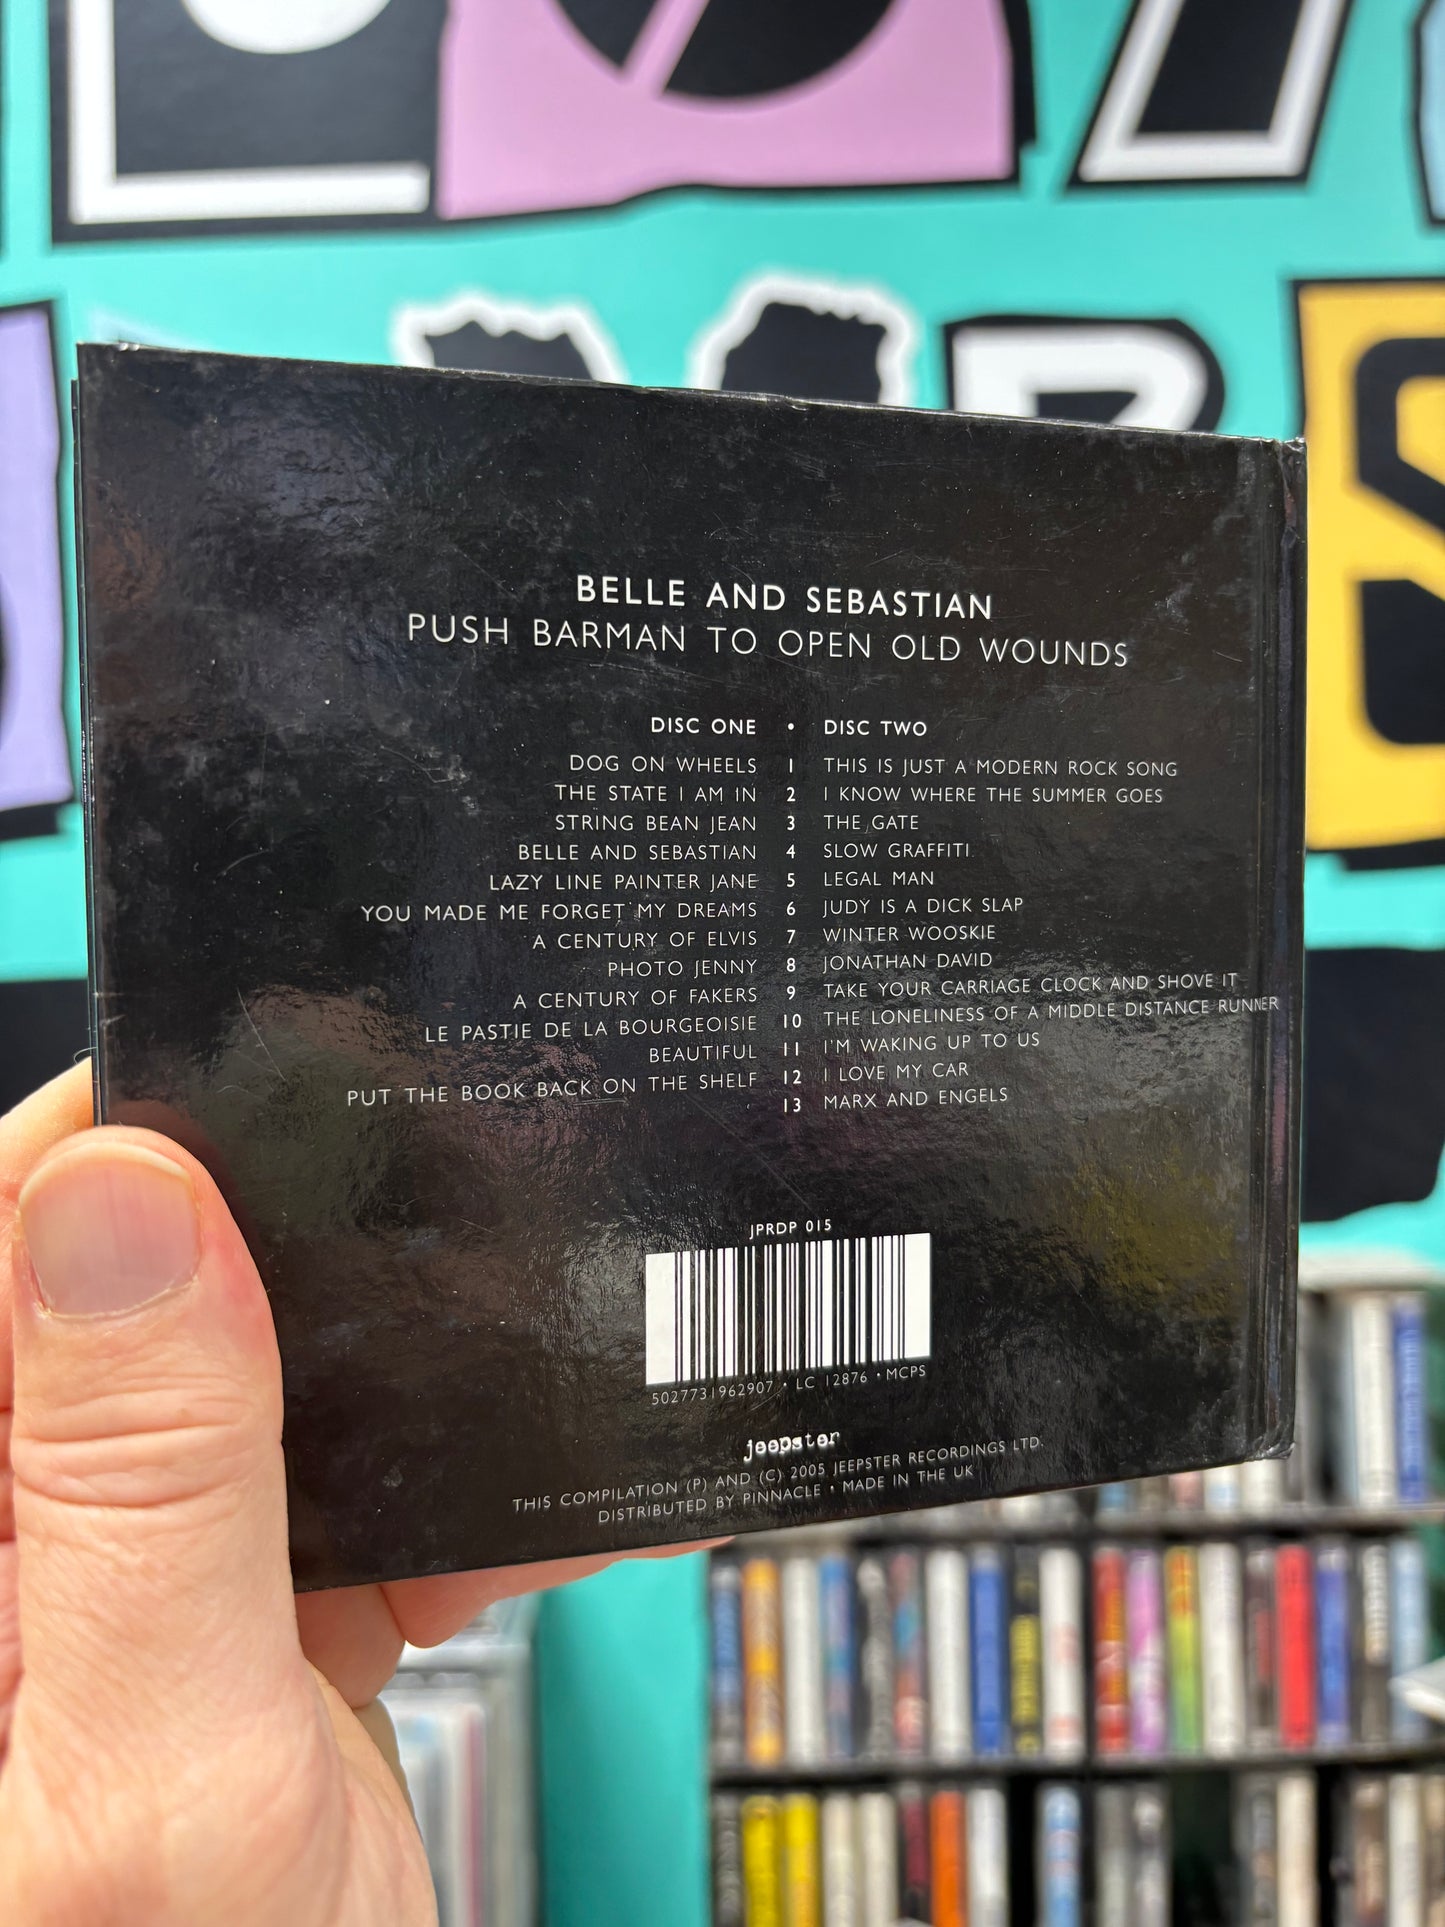 BELLE AND SEBASTIAN
PUSH BARMAN TO OPEN OLD WOUNDS
DISC ONE • DISC TWO
DOG ON WHEELS 1 THIS IS JUST A MODERN ROCK SONG
THE STATE I AM IN 2 I KNOW WHERE THE SUMMER GOES
STRING BEAN JEAN 3 THE GATE
BELLE AND SEBASTIAN 4 SLOW GRAFFITI
LAZY LINE PAINTER JANE 5 LEGAL MAN
YOU MADE ME FORGET MY DREAMS 6 JUDY IS A DICK SLAP
A CENTURY OF ELVIS 7 WINTER WOOSKIE
PHOTO JENNY 8 JONATHAN DAVID
A CENTURY OF FAKERS 9 TAKE YOUR CARRIAGE CLOCK AND SHOVE IT
LE PASTIE DE LA BOURGEOISIE 10 THE LONELINESS OF A MIDDLE DISTANCE RUNNER
BEAUTIFUL 11 I'M WAKING UP TO US
PUT THE BOOK BACK ON THE SHELF 12 I LOVE MY CAR
13 MARX AND ENGELS
JPRDP 015
5027731962907 • LC 12876 • MCPS
jeepster
THIS COMPILATION (P) AND (C) 2005 JEEPSTER RECORDINGS LTD.
DISTRIBUTED BY PINNACLE • MADE IN THE UK